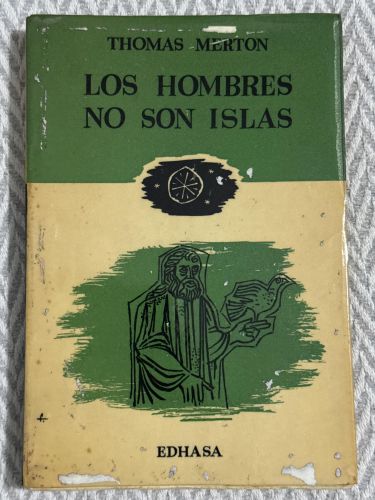 THOMAS MERTON
LOS HOMBRES
NO SON ISLAS
EDHASA